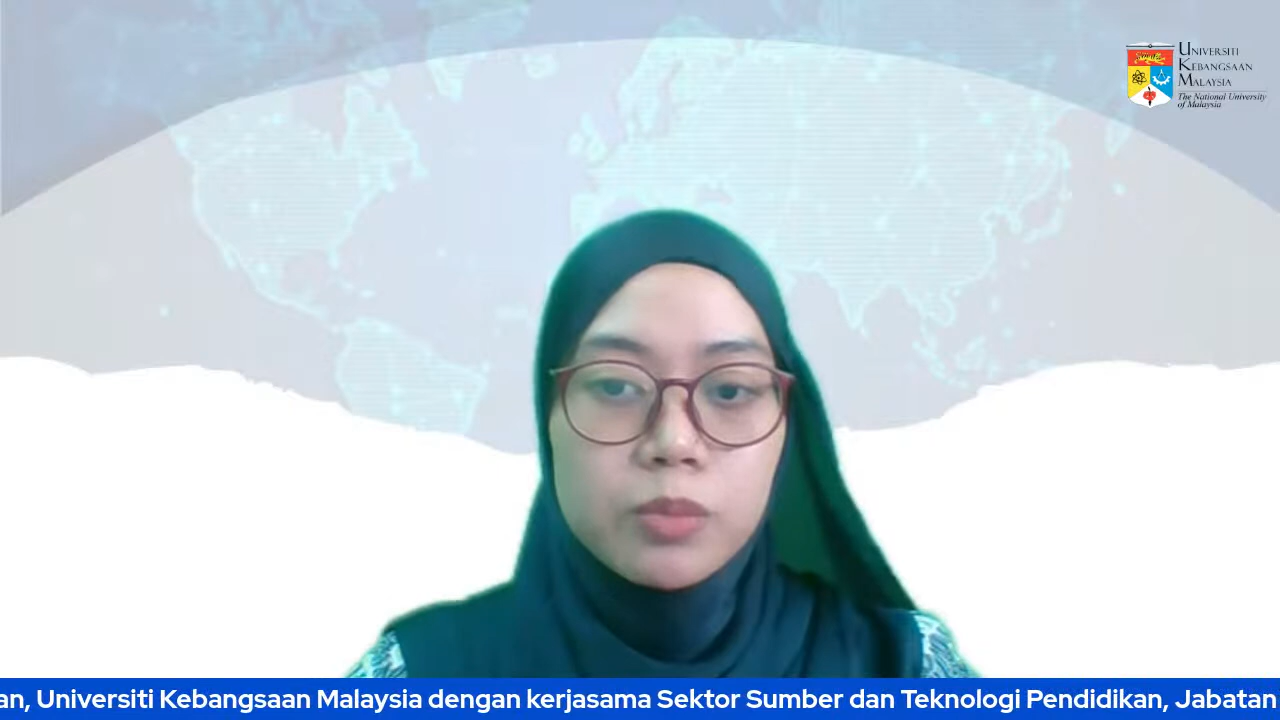 UNIVERSITI
KEBANGSAAN
MALAYSIA
The National University
of Malaysia
an, Universiti Kebangsaan Malaysia dengan kerjasama Sektor Sumber dan Teknologi Pendidikan, Jabatan